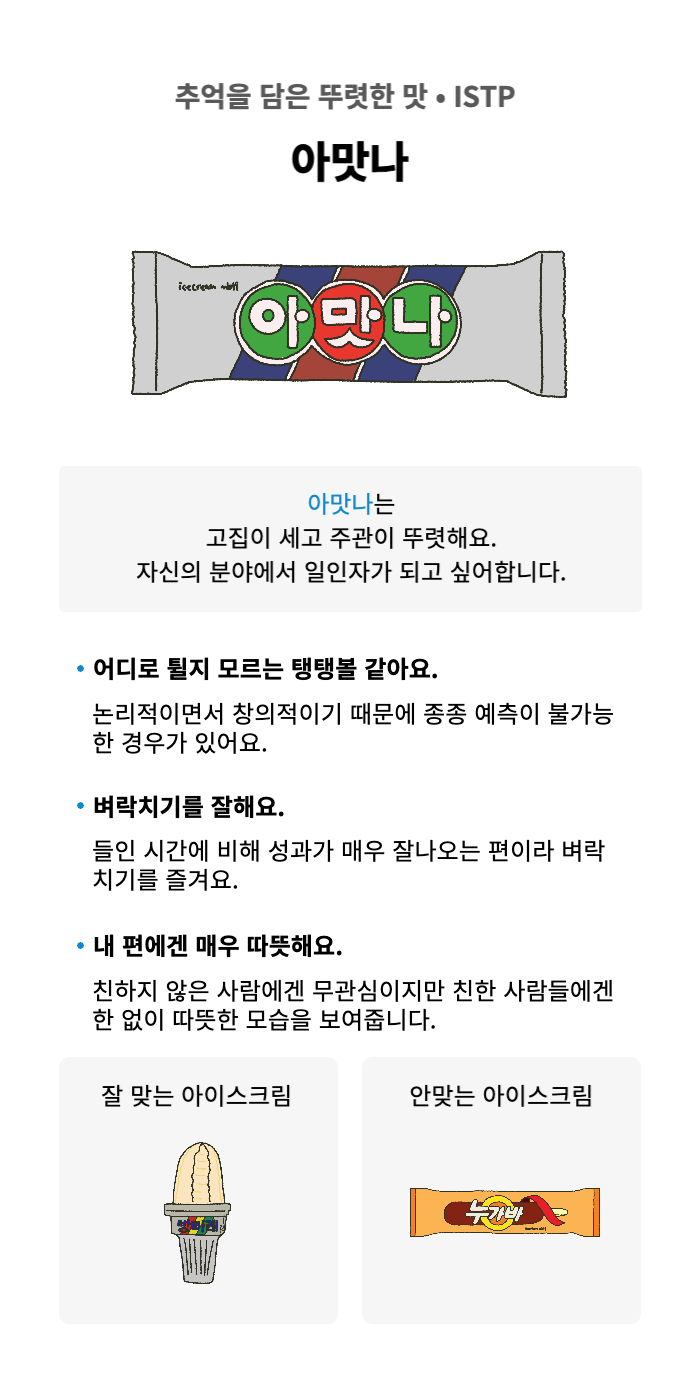 추억을 담은 뚜렷한 맛 • ISTP
아맛나
icecream mbti
아맛나
아맛나는
고집이 세고 주관이 뚜렷해요.
자신의 분야에서 일인자가 되고 싶어합니다.
• 어디로 튈지 모르는 탱탱볼 같아요.
논리적이면서 창의적이기 때문에 종종 예측이 불가능
한 경우가 있어요.
• 벼락치기를 잘해요.
들인 시간에 비해 성과가 매우 잘나오는 편이라 벼락
치기를 즐겨요.
• 내 편에겐 매우 따뜻해요.
친하지 않은 사람에겐 무관심이지만 친한 사람들에겐
한 없이 따뜻한 모습을 보여줍니다.
잘 맞는 아이스크림
안맞는 아이스크림
누가바